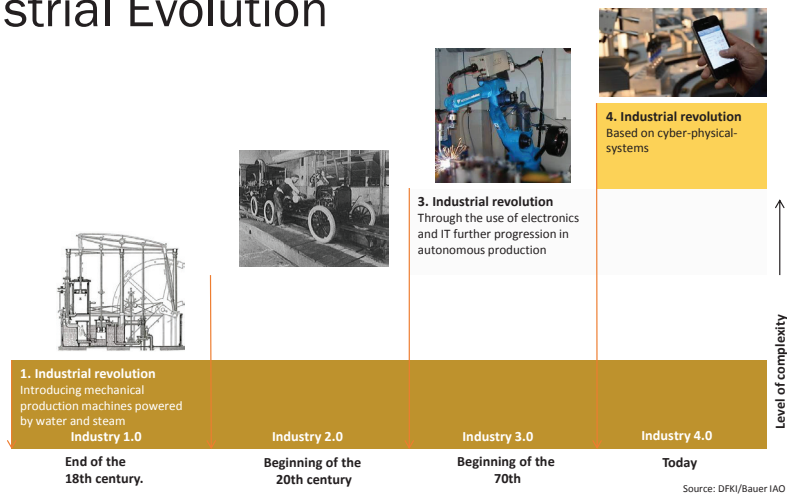 strial Evolution
4. Industrial revolution
Based on cyber-physical-
systems
3. Industrial revolution
Through the use of electronics
and IT further progression in
autonomous production
1. Industrial revolution
Introducing mechanical
production machines powered
by water and steam
Industry 1.0
Industry 2.0
Industry 3.0
Industry 4.0
End of the
18th century.
Beginning of the
20th century
Beginning of the
70th
Today
Level of complexity
Source: DFKI/Bauer IAO